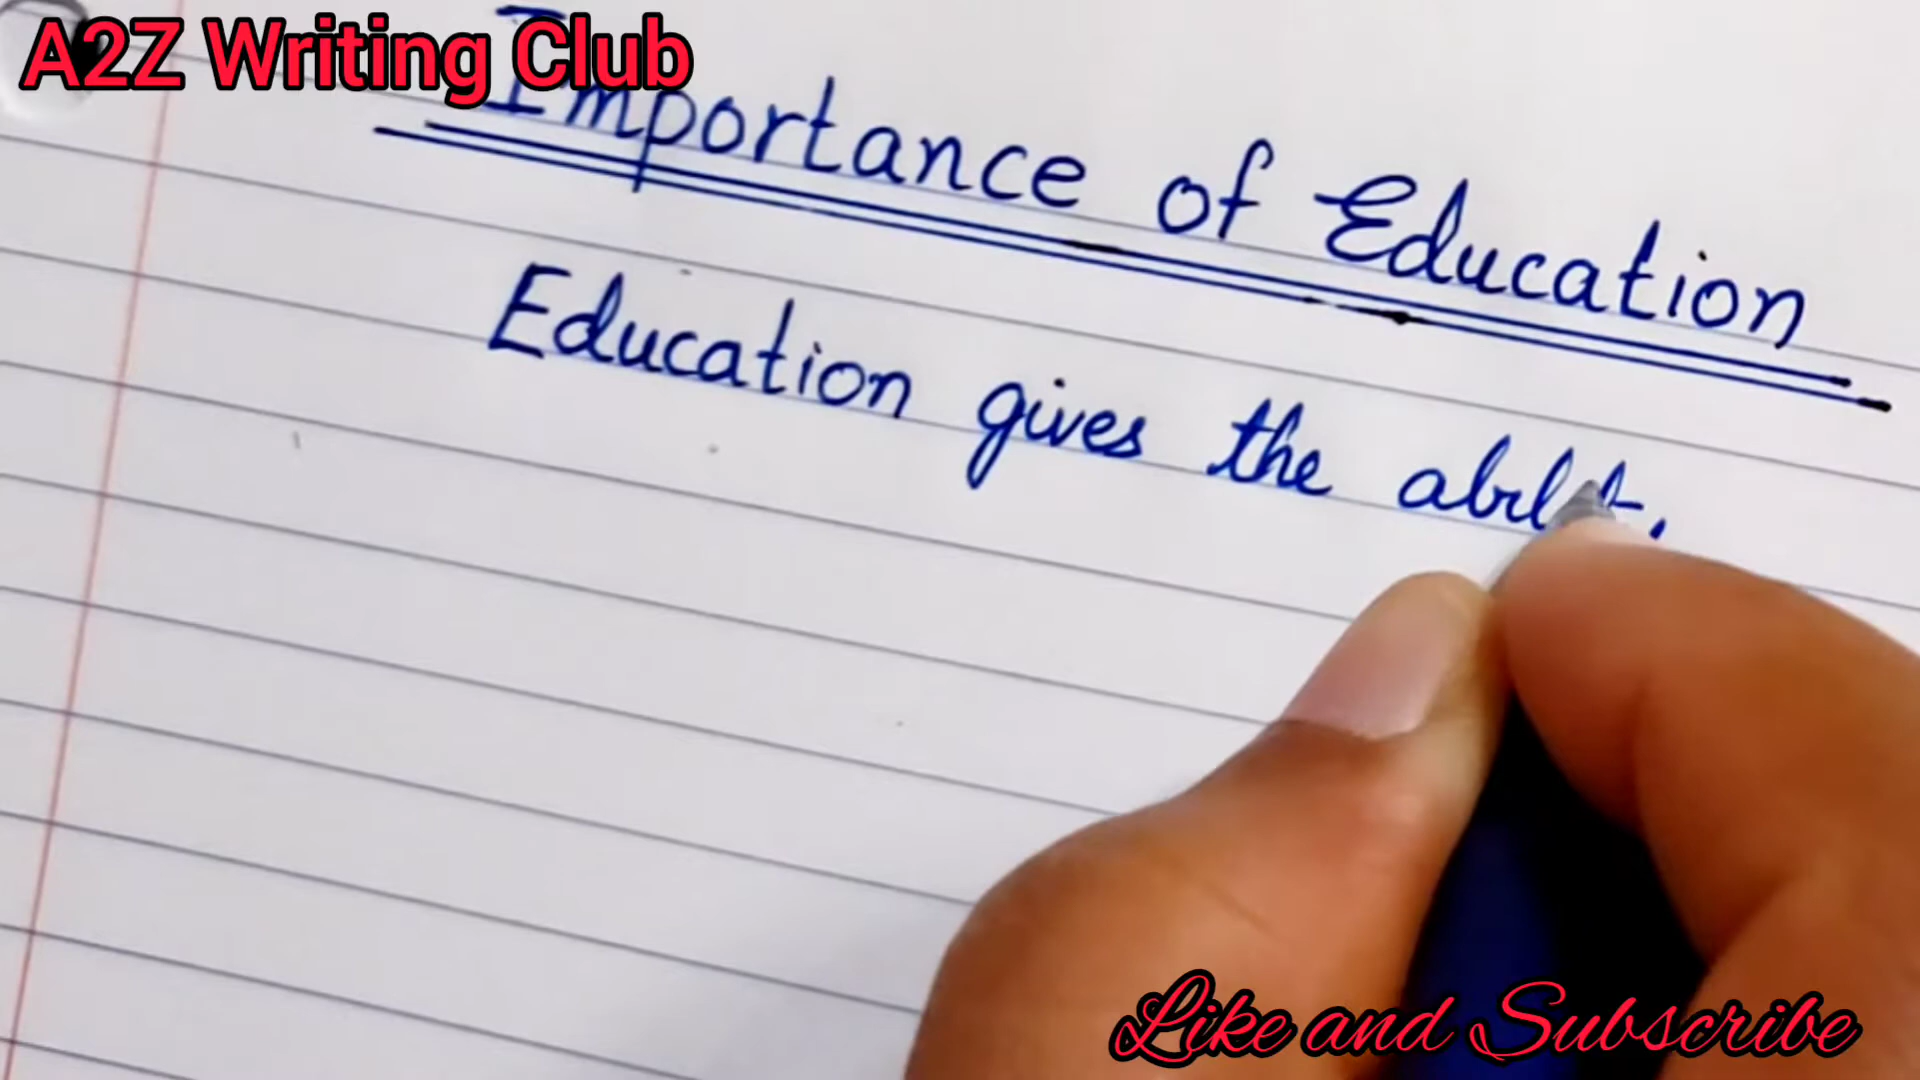 A2Z Writing Club
Importance of Education
Education gives the
Like and Subscribe